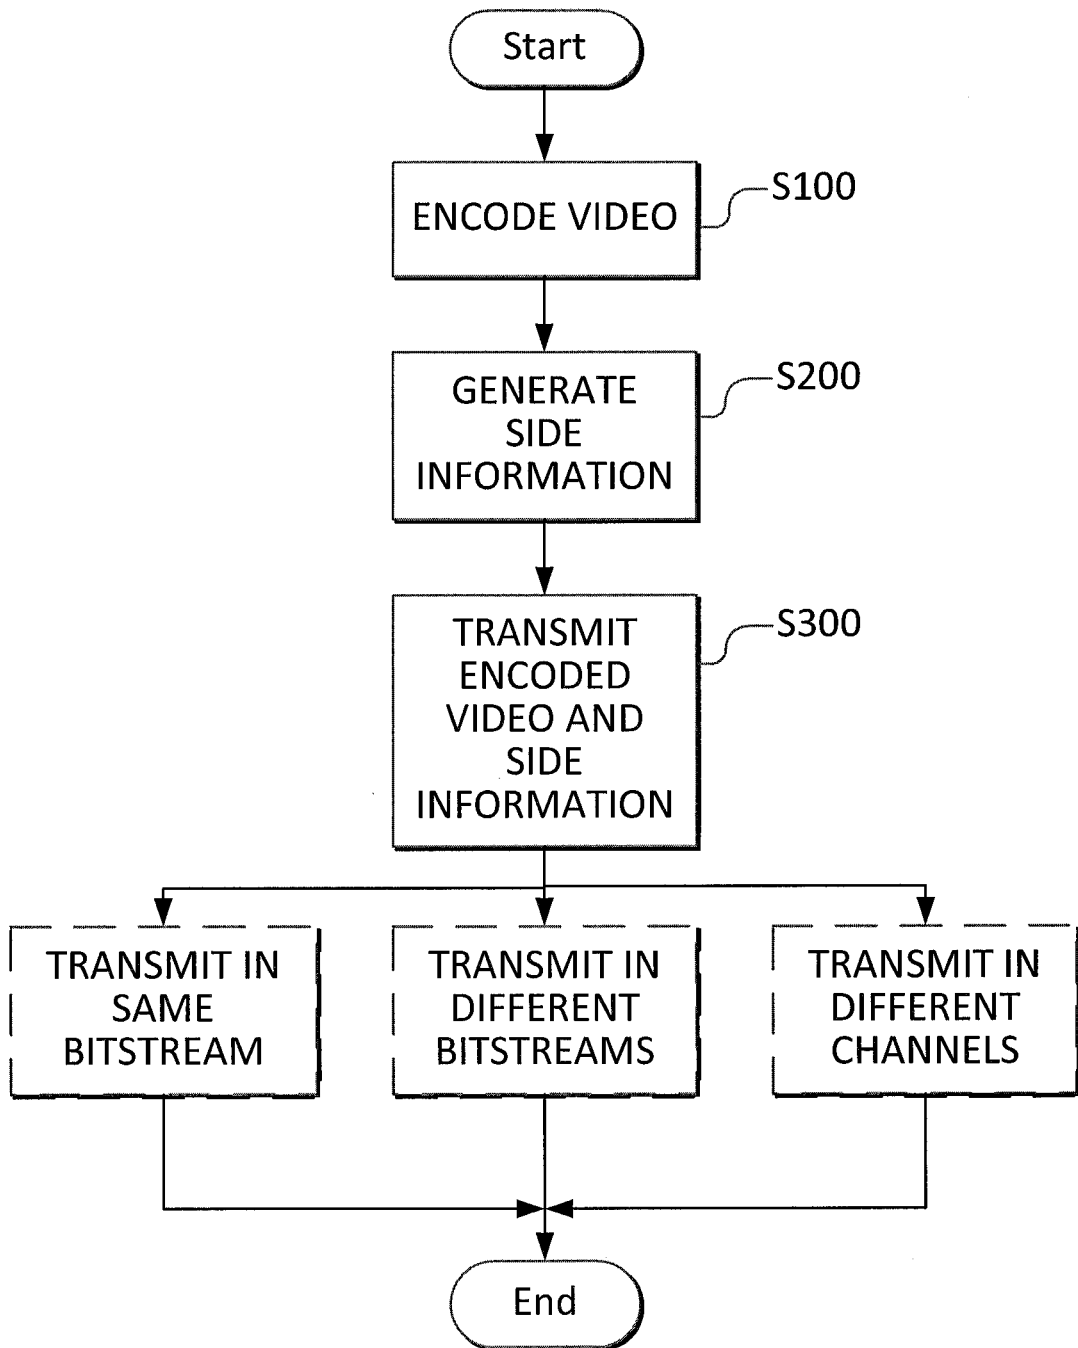 Start
ENCODE VIDEO
S100
GENERATE
SIDE
INFORMATION
S200
TRANSMIT
ENCODED
VIDEO AND
SIDE
INFORMATION
S300
TRANSMIT IN
SAME
BITSTREAM
TRANSMIT IN
DIFFERENT
BITSTREAMS
TRANSMIT IN
DIFFERENT
CHANNELS
End